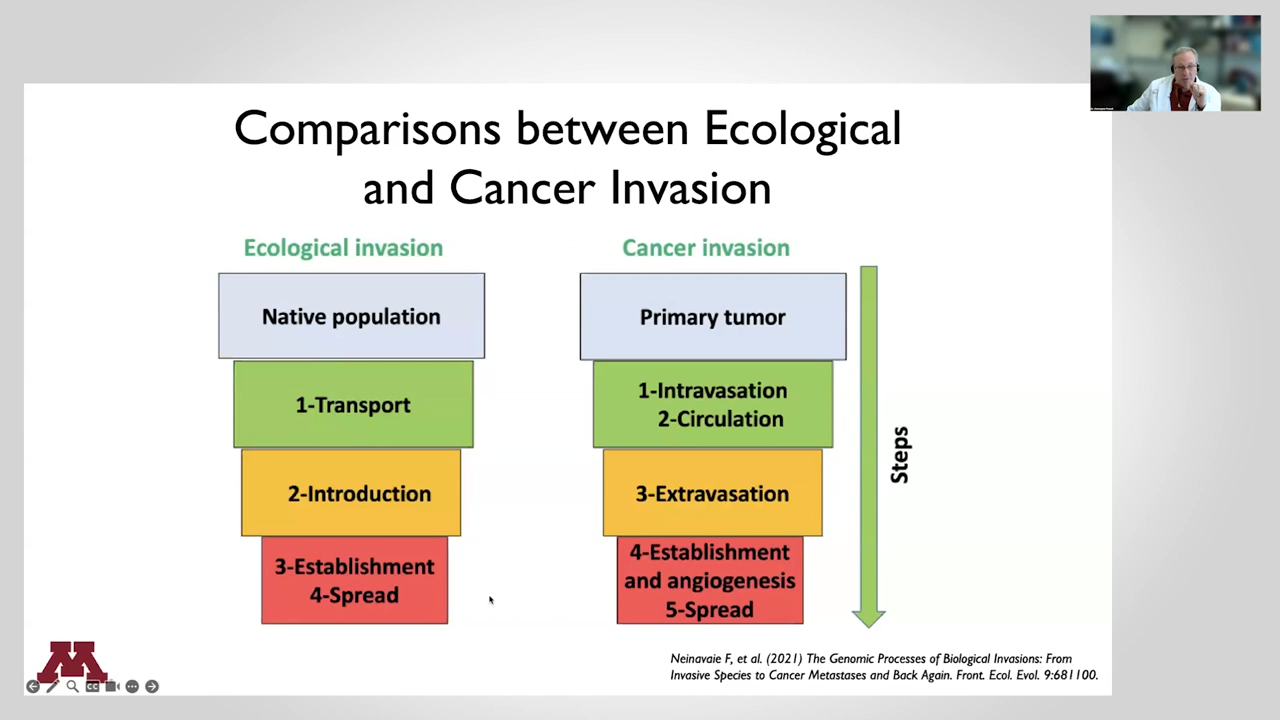 Comparisons between Ecological
and Cancer Invasion
Ecological invasion
Native population
1-Transport
2-Introduction
3-Establishment
4-Spread
Cancer invasion
Primary tumor
1-Intravasation
2-Circulation
3-Extravasation
4-Establishment
and angiogenesis
5-Spread
Steps
Neinavaie F, et al. (2021) The Genomic Processes of Biological Invasions: From
Invasive Species to Cancer Metastases and Back Again. Front. Ecol. Evol. 9:681100.
M
CC